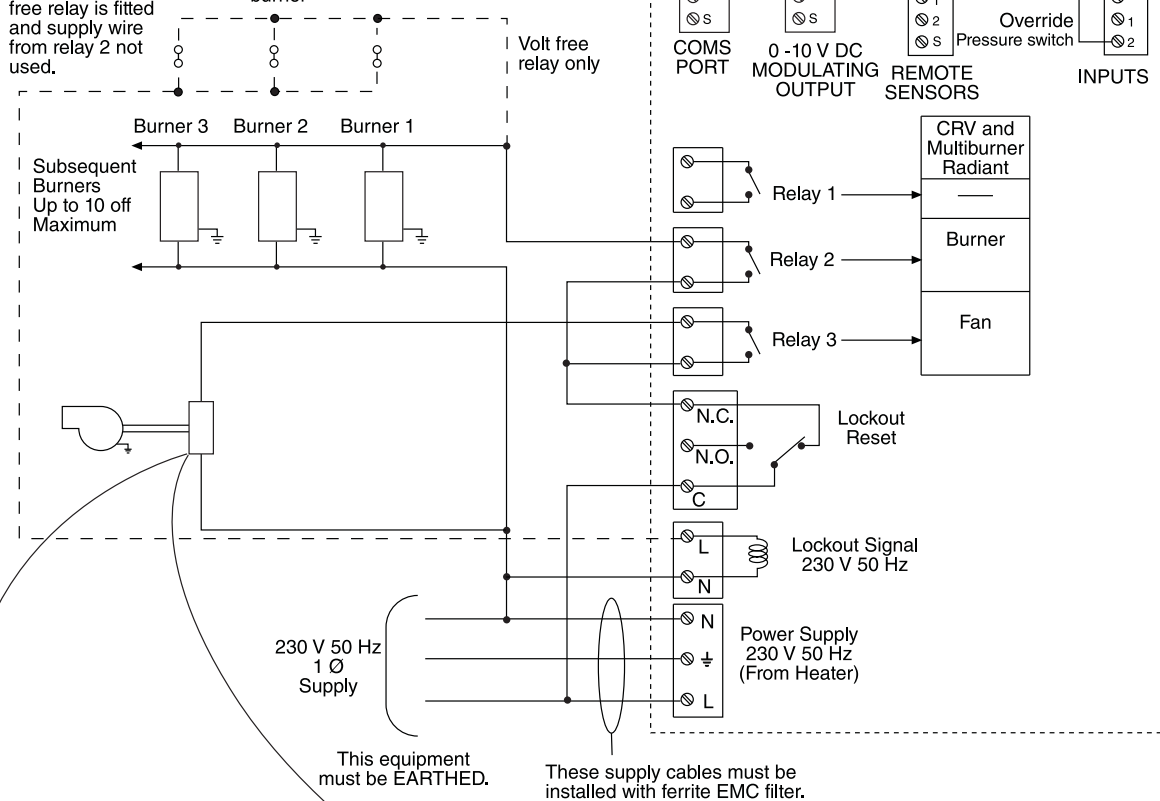 free relay is fitted
and supply wire
from relay 2 not
used.
burner
Volt free
relay only
S
COMS
PORT
S
0 -10 V DC
MODULATING
OUTPUT
1
2
S
REMOTE
SENSORS
Override
Pressure switch
1
2
INPUTS
Burner 3
Burner 2
Burner 1
Subsequent
Burners
Up to 10 off
Maximum
CRV and
Multiburner
Radiant
Relay 1
Burner
Relay 2
Fan
Relay 3
N.C.
N.O.
C
Lockout
Reset
L
N
Lockout Signal
230 V 50 Hz
N
L
Power Supply
230 V 50 Hz
(From Heater)
230 V 50 Hz
1 Ø
Supply
This equipment
must be EARTHED.
These supply cables must be
installed with ferrite EMC filter.